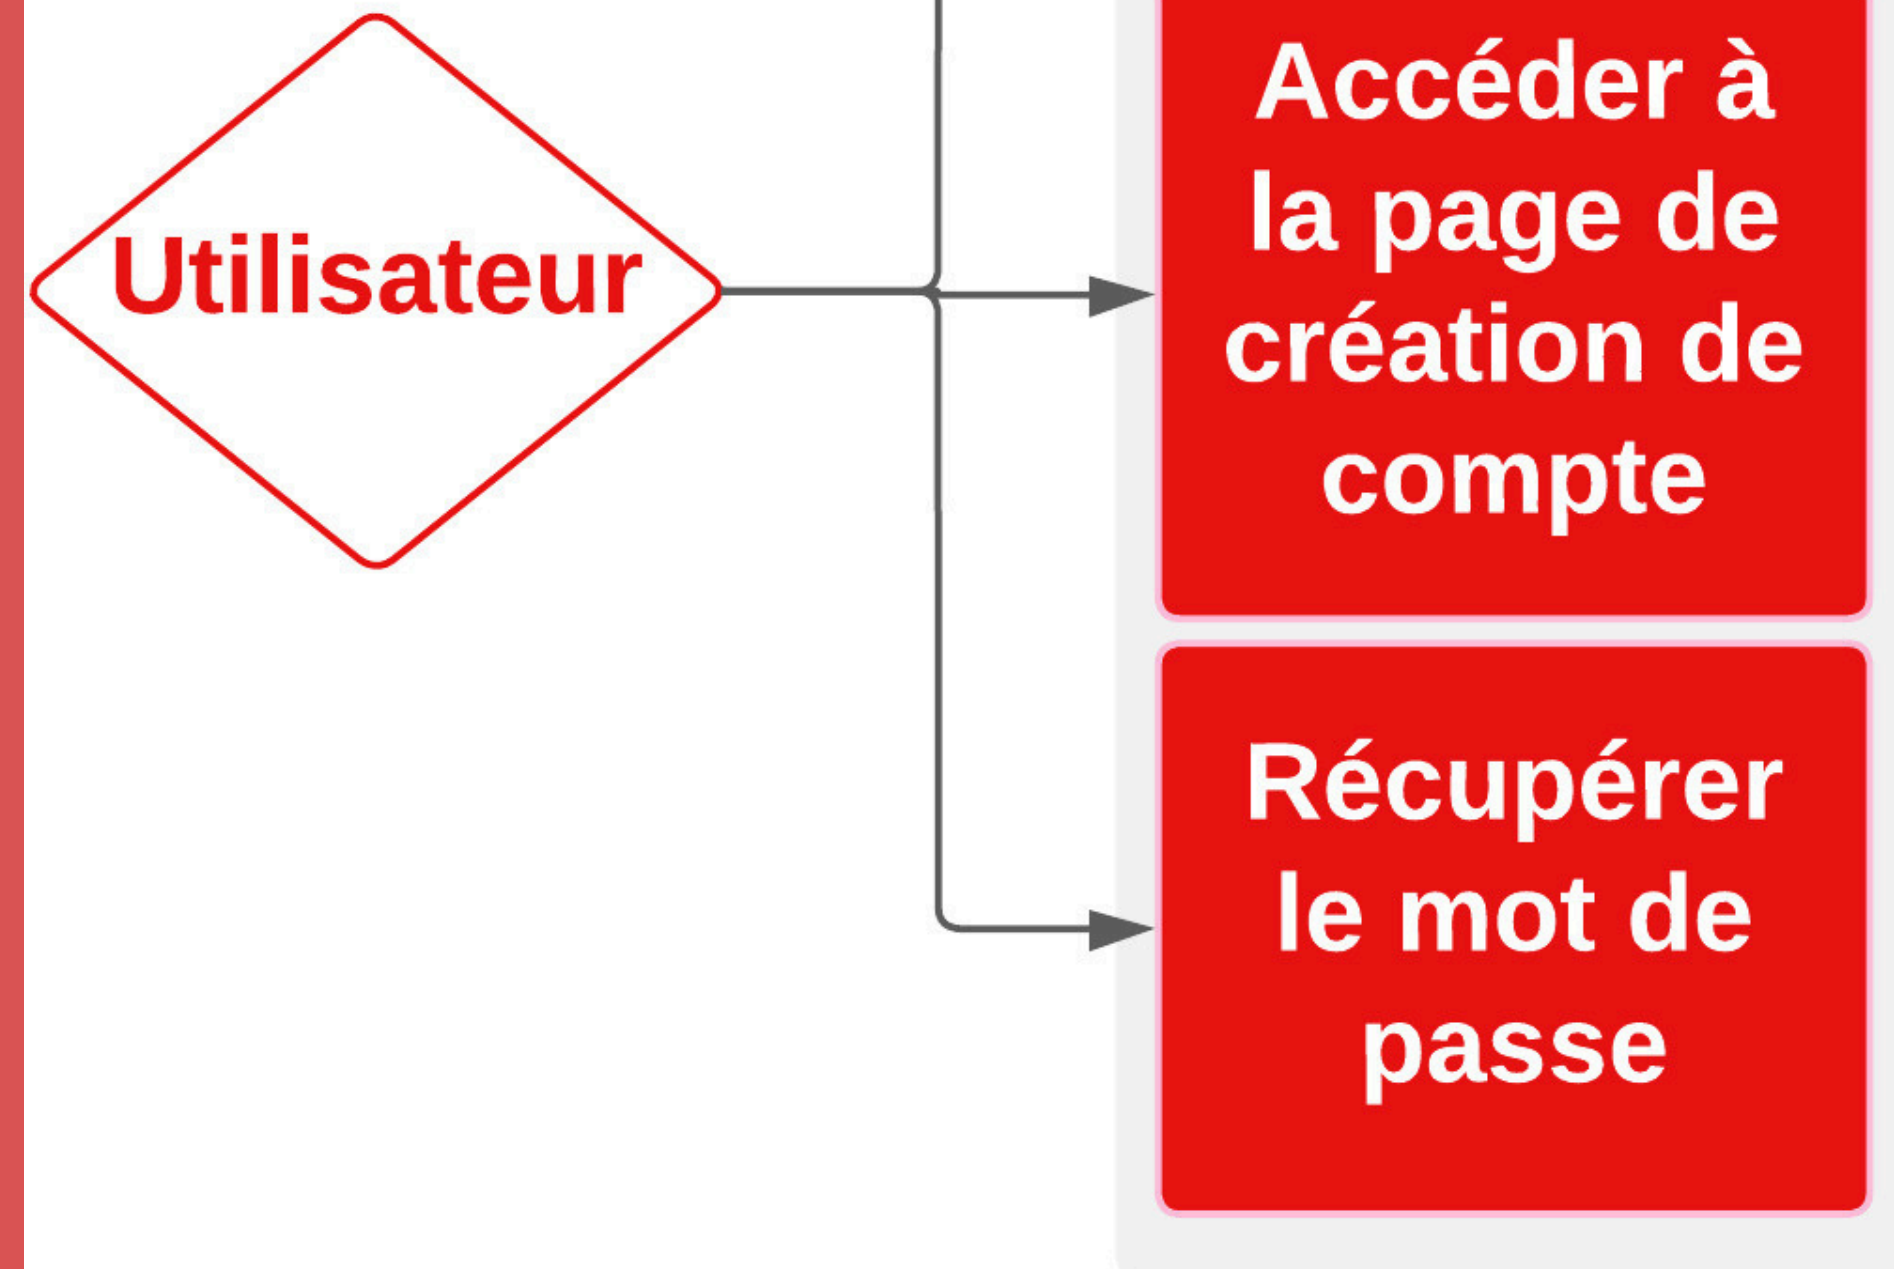 Utilisateur
Accéder à
la page de
création de
compte
Récupérer
le mot de
passe